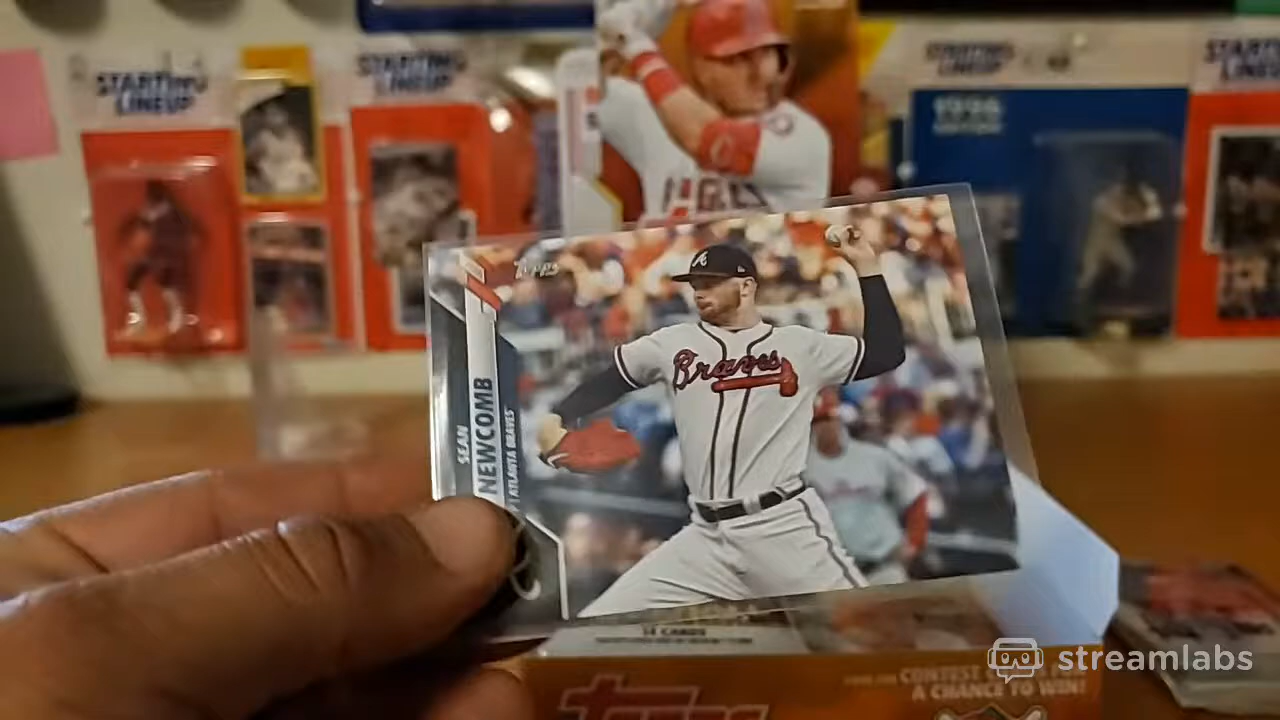 STARTING
LINEUP
STARTING
LINEUP
STARTING
LINEUP
STARTING
LINEUP
1996
Topps
SEAN
NEWCOMB
ATLANTA BRAVES
A
Braves
14 CARDS
A CHANCE TO WIN!
Topps
streamlabs